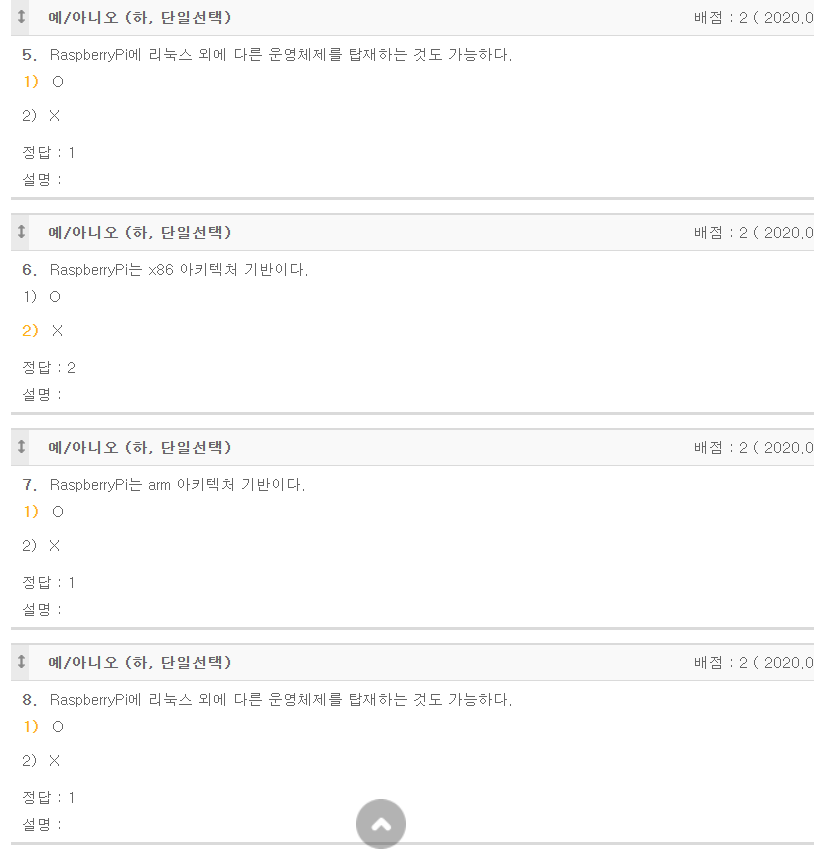 예/아니오 (하, 단일선택) 배점 : 2 ( 2020.0
5. RaspberryPi에 리눅스 외에 다른 운영체제를 탑재하는 것도 가능하다.
1) O
2) X
정답 : 1
설명 :
예/아니오 (하, 단일선택) 배점 : 2 ( 2020.0
6. RaspberryPi는 x86 아키텍처 기반이다.
1) O
2) X
정답 : 2
설명 :
예/아니오 (하, 단일선택) 배점 : 2 ( 2020.0
7. RaspberryPi는 arm 아키텍처 기반이다.
1) O
2) X
정답 : 1
설명 :
예/아니오 (하, 단일선택) 배점 : 2 ( 2020.0
8. RaspberryPi에 리눅스 외에 다른 운영체제를 탑재하는 것도 가능하다.
1) O
2) X
정답 : 1
설명 :